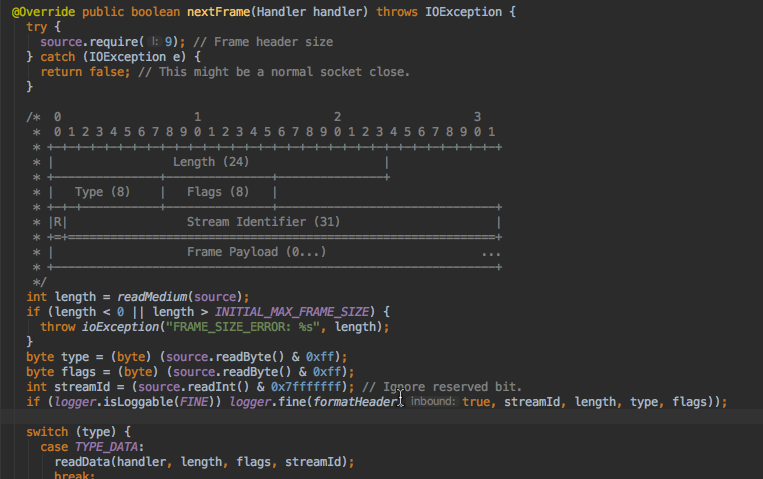 @Override public boolean nextFrame(Handler handler) throws IOException {
  try {
    source.require( l: 9); // Frame header size
  } catch (IOException e) {
    return false; // This might be a normal socket close.
  }

  /*  0                   1                   2                   3
   *  0 1 2 3 4 5 6 7 8 9 0 1 2 3 4 5 6 7 8 9 0 1 2 3 4 5 6 7 8 9 0 1
   * +-+-+-+-+-+-+-+-+-+-+-+-+-+-+-+-+-+-+-+-+-+-+-+-+-+-+-+-+-+-+-+-+
   * |                 Length (24)                   |
   * +---------------+---------------+---------------+
   * |   Type (8)    |   Flags (8)   |
   * +-+-+-----------+---------------+-------------------------------+
   * |R|                 Stream Identifier (31)                      |
   * +=+=============================================================+
   * |                   Frame Payload (0...)                      ...
   * +---------------------------------------------------------------+
   */
  int length = readMedium(source);
  if (length < 0 || length > INITIAL_MAX_FRAME_SIZE) {
    throw ioException("FRAME_SIZE_ERROR: %s", length);
  }
  byte type = (byte) (source.readByte() & 0xff);
  byte flags = (byte) (source.readByte() & 0xff);
  int streamId = (source.readInt() & 0x7fffffff); // Ignore reserved bit.
  if (logger.isLoggable(FINE)) logger.fine(formatHeader( inbound: true, streamId, length, type, flags));

  switch (type) {
    case TYPE_DATA:
      readData(handler, length, flags, streamId);
      break;